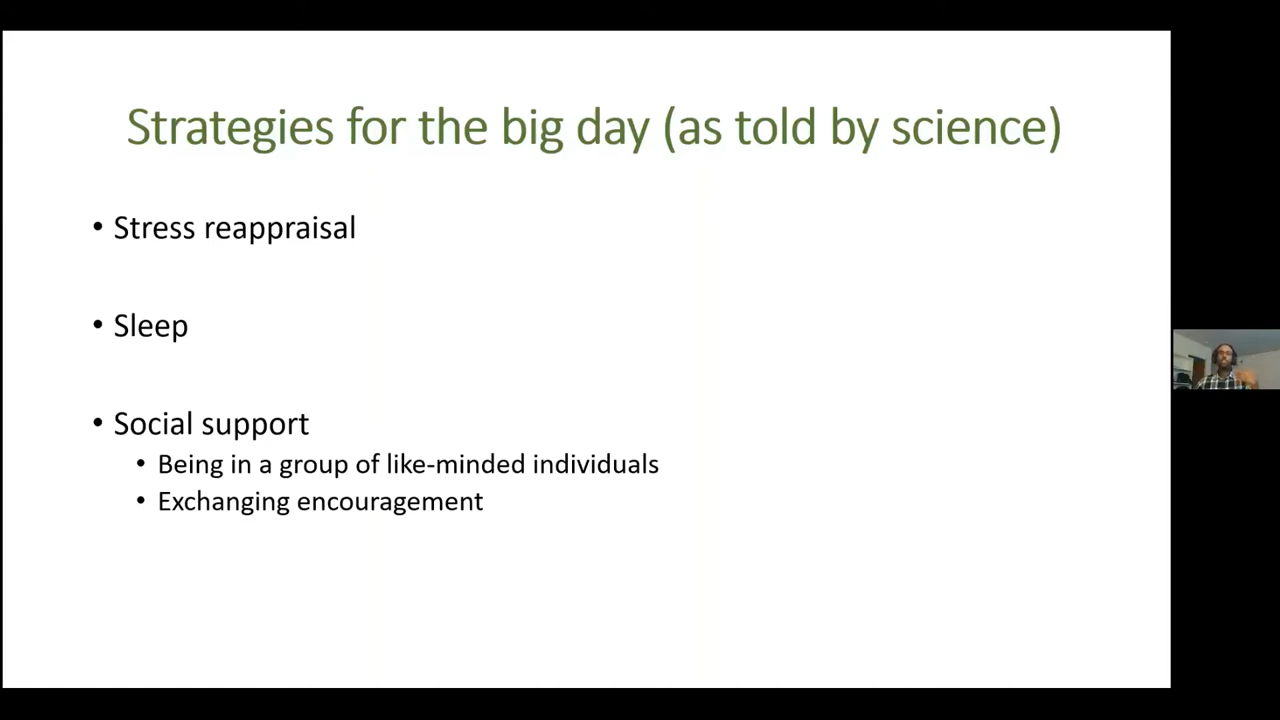 Strategies for the big day (as told by science)
• Stress reappraisal
• Sleep
• Social support
• Being in a group of like-minded individuals
• Exchanging encouragement